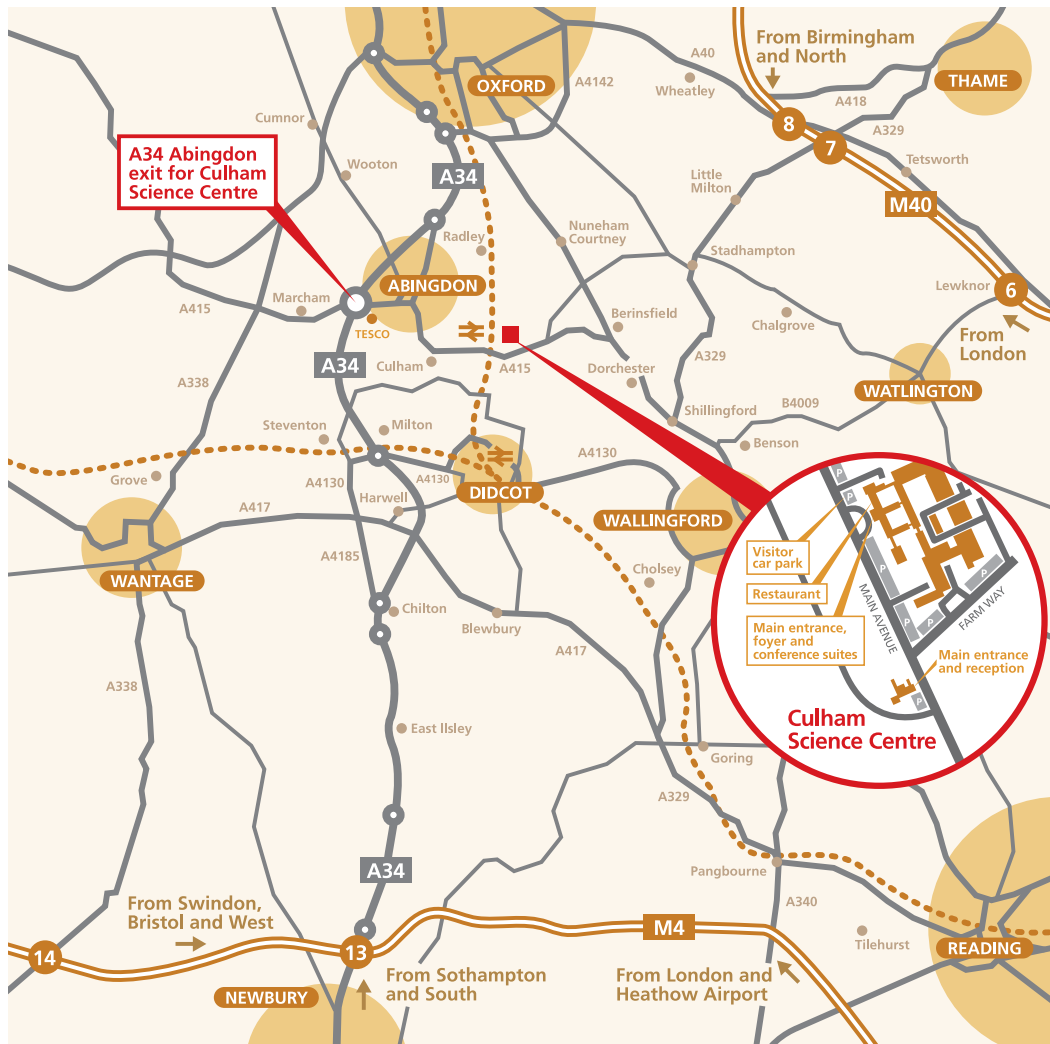 From Birmingham
and North
A40
Wheatley
THAME
OXFORD
A4142
A418
8
A329
7
Cumnor
A34 Abingdon
exit for Culham
Science Centre
Wooton
A34
Tetsworth
Little
Milton
M40
Nuneham
Courtney
Radley
Stadhampton
ABINGDON
Lewknor
6
Marcham
A415
TESCO
Berinsfield
Chalgrove
From
London
A34
Culham
A415
A329
Dorchester
A338
WATLINGTON
B4009
Shillingford
Steventon
Milton
Benson
A4130
Grove
A4130
A4130
Harwell
DIDCOT
A417
WALLINGFORD
A4185
WANTAGE
Cholsey
Chilton
Blewbury
A417
A338
East Ilsley
Goring
A329
P
P
P
P
P
P
P
Visitor
car park
Restaurant
Main entrance,
foyer and
conference suites
MAIN AVENUE
FARM WAY
Main entrance
and reception
Culham
Science Centre
A34
Pangbourne
A340
From Swindon,
Bristol and West
M4
Tilehurst
READING
14
13
From Sothampton
and South
From London and
Heathow Airport
NEWBURY